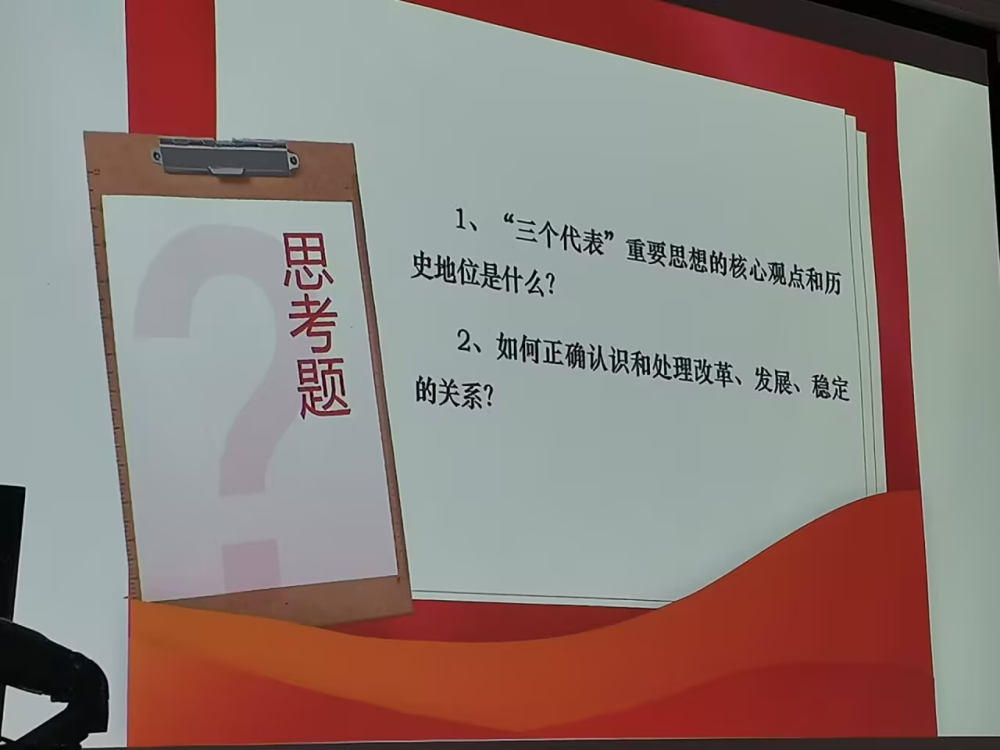 思考题
1、“三个代表”重要思想的核心观点和历
史地位是什么？
2、如何正确认识和处理改革、发展、稳定
的关系？